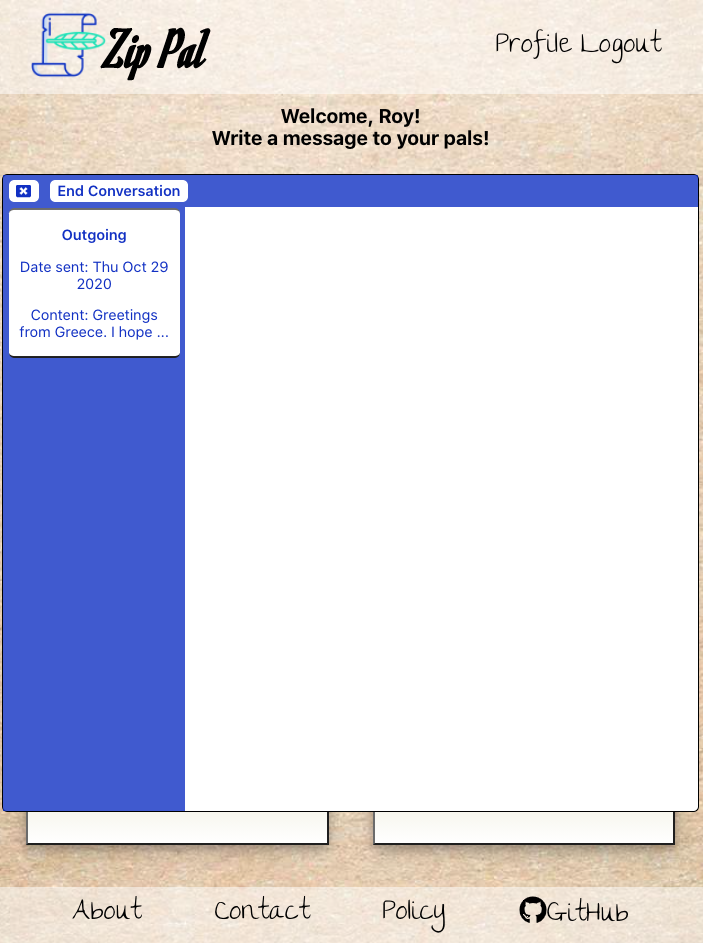 Zip Pal
Profile Logout
Welcome, Roy!
Write a message to your pals!
End Conversation
Outgoing
Date sent: Thu Oct 29
2020
Content: Greetings
from Greece. I hope ...
About Contact Policy GitHub